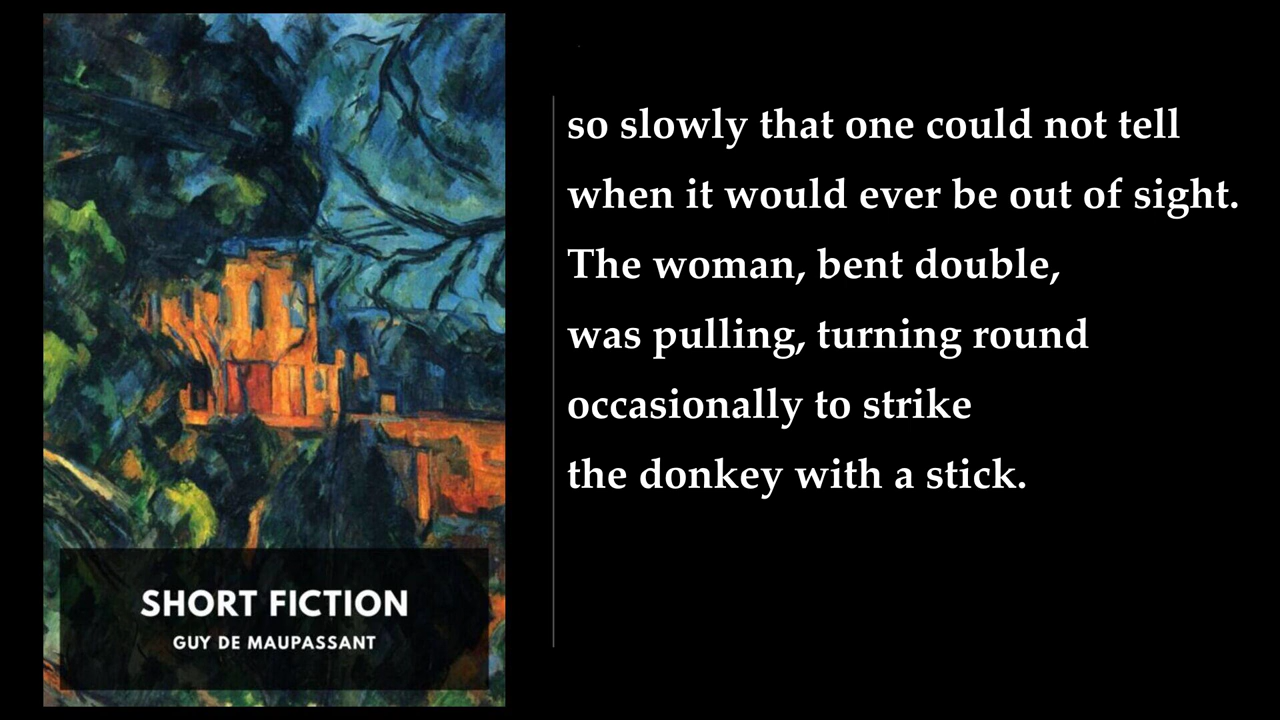 so slowly that one could not tell
when it would ever be out of sight.
The woman, bent double,
was pulling, turning round
occasionally to strike
the donkey with a stick.
SHORT FICTION
GUY DE MAUPASSANT